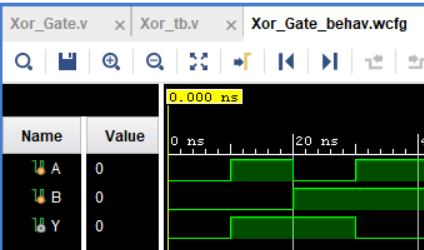 Xor_Gate.v × Xor_tb.v × Xor_Gate_behav.wcfg
0.000 ns
Name Value
0 ns 20 ns
A 0
B 0
Y 0